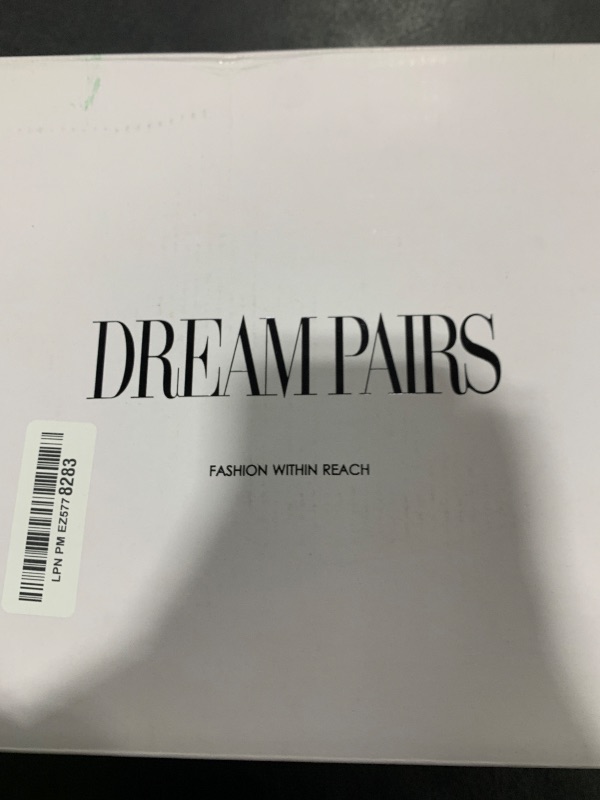 DREAM PAIRS
FASHION WITHIN REACH
LPN PM EZ577 8283